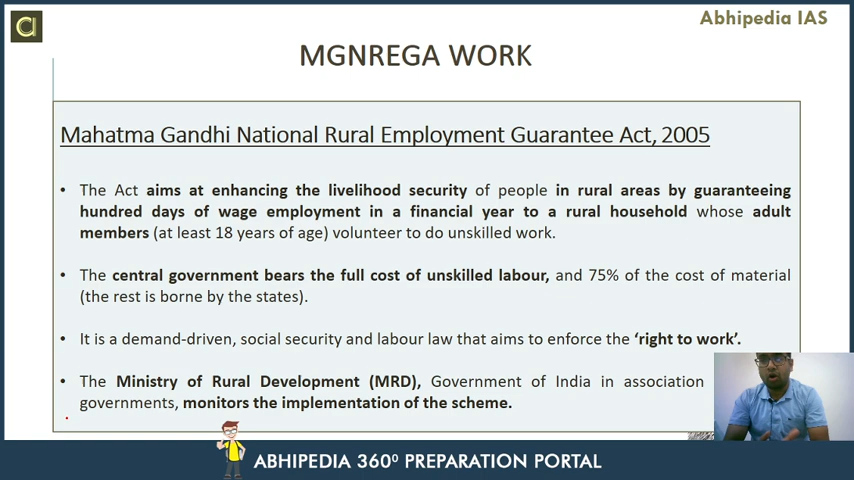 Abhipedia IAS
MGNREGA WORK
Mahatma Gandhi National Rural Employment Guarantee Act, 2005
• The Act aims at enhancing the livelihood security of people in rural areas by guaranteeing
hundred days of wage employment in a financial year to a rural household whose adult
members (at least 18 years of age) volunteer to do unskilled work.
• The central government bears the full cost of unskilled labour, and 75% of the cost of material
(the rest is borne by the states).
• It is a demand-driven, social security and labour law that aims to enforce the ‘right to work’.
• The Ministry of Rural Development (MRD), Government of India in association
governments, monitors the implementation of the scheme.
ABHIPEDIA 360⁰ PREPARATION PORTAL